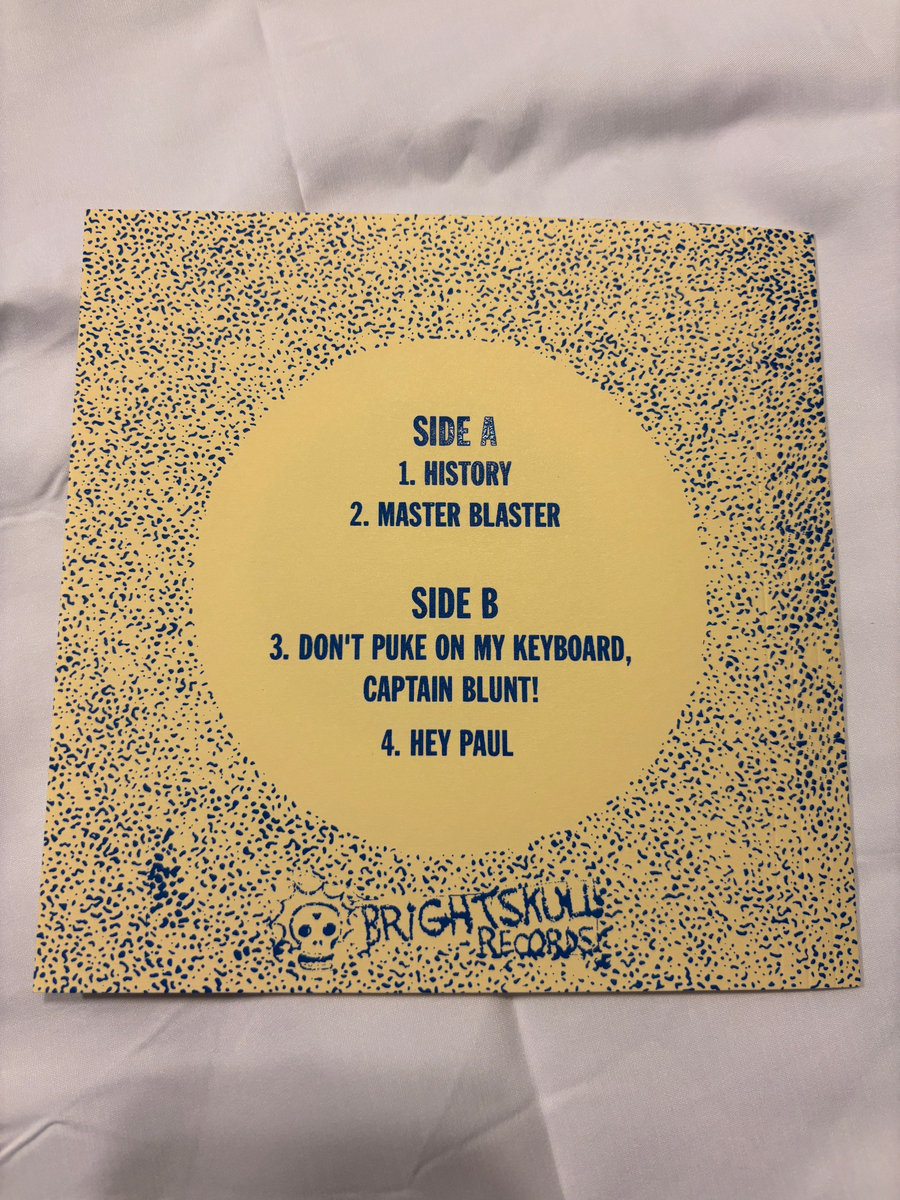 SIDE A
1. HISTORY
2. MASTER BLASTER
SIDE B
3. DON'T PUKE ON MY KEYBOARD,
CAPTAIN BLUNT!
4. HEY PAUL
BRIGHTSKULL
RECORDS